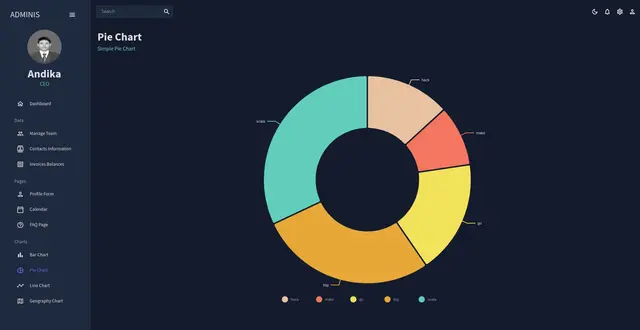 ADMINIS
Search
Andika
CEO
Dashboard
Data
Manage Team
Contacts Information
Invoices Balances
Pages
Profile Form
Calendar
FAQ Page
Charts
Bar Chart
Pie Chart
Line Chart
Geography Chart
Pie Chart
Simple Pie Chart
hack
make
go
lisp
scala
hack
make
go
lisp
scala